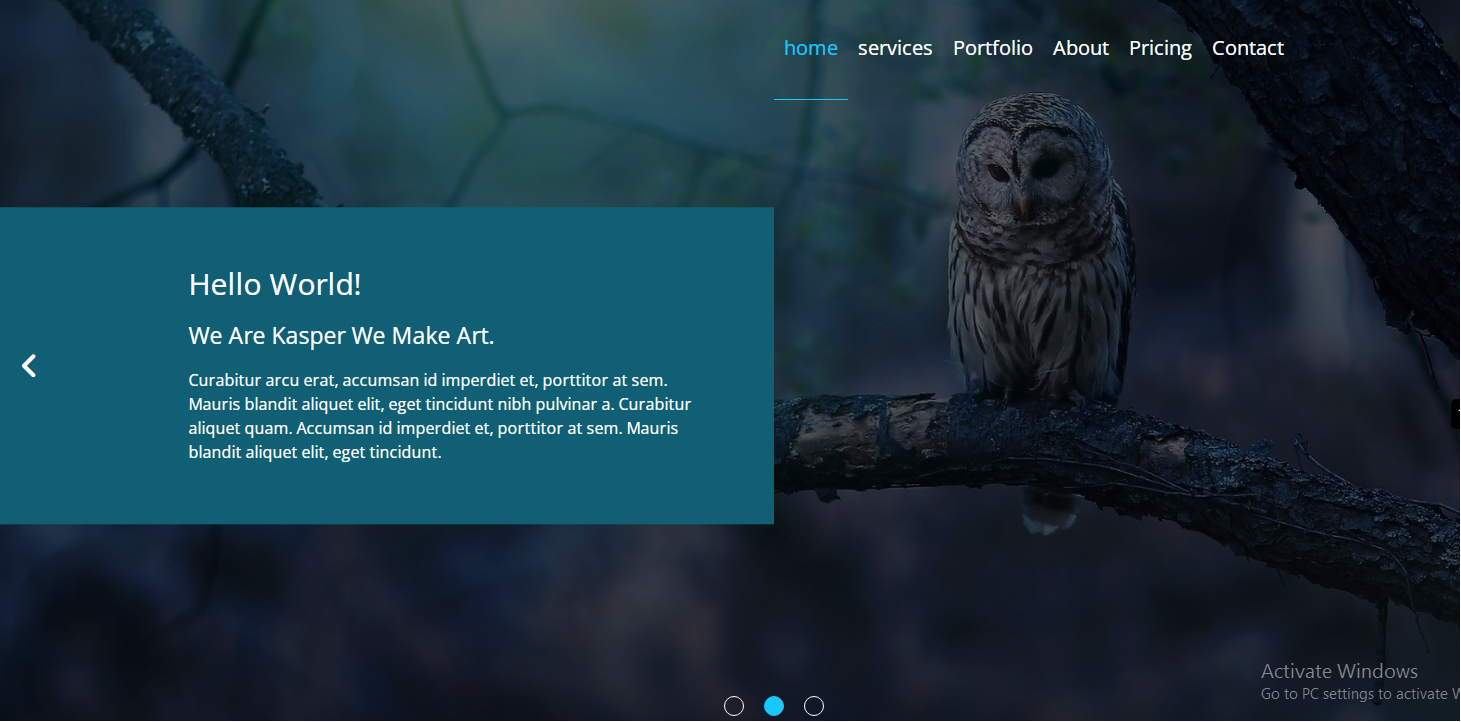 home services Portfolio About Pricing Contact
Hello World!
We Are Kasper We Make Art.
Curabitur arcu erat, accumsan id imperdiet et, porttitor at sem.
Mauris blandit aliquet elit, eget tincidunt nibh pulvinar a. Curabitur
aliquet quam. Accumsan id imperdiet et, porttitor at sem. Mauris
blandit aliquet elit, eget tincidunt.
Activate Windows
Go to PC settings to activate W